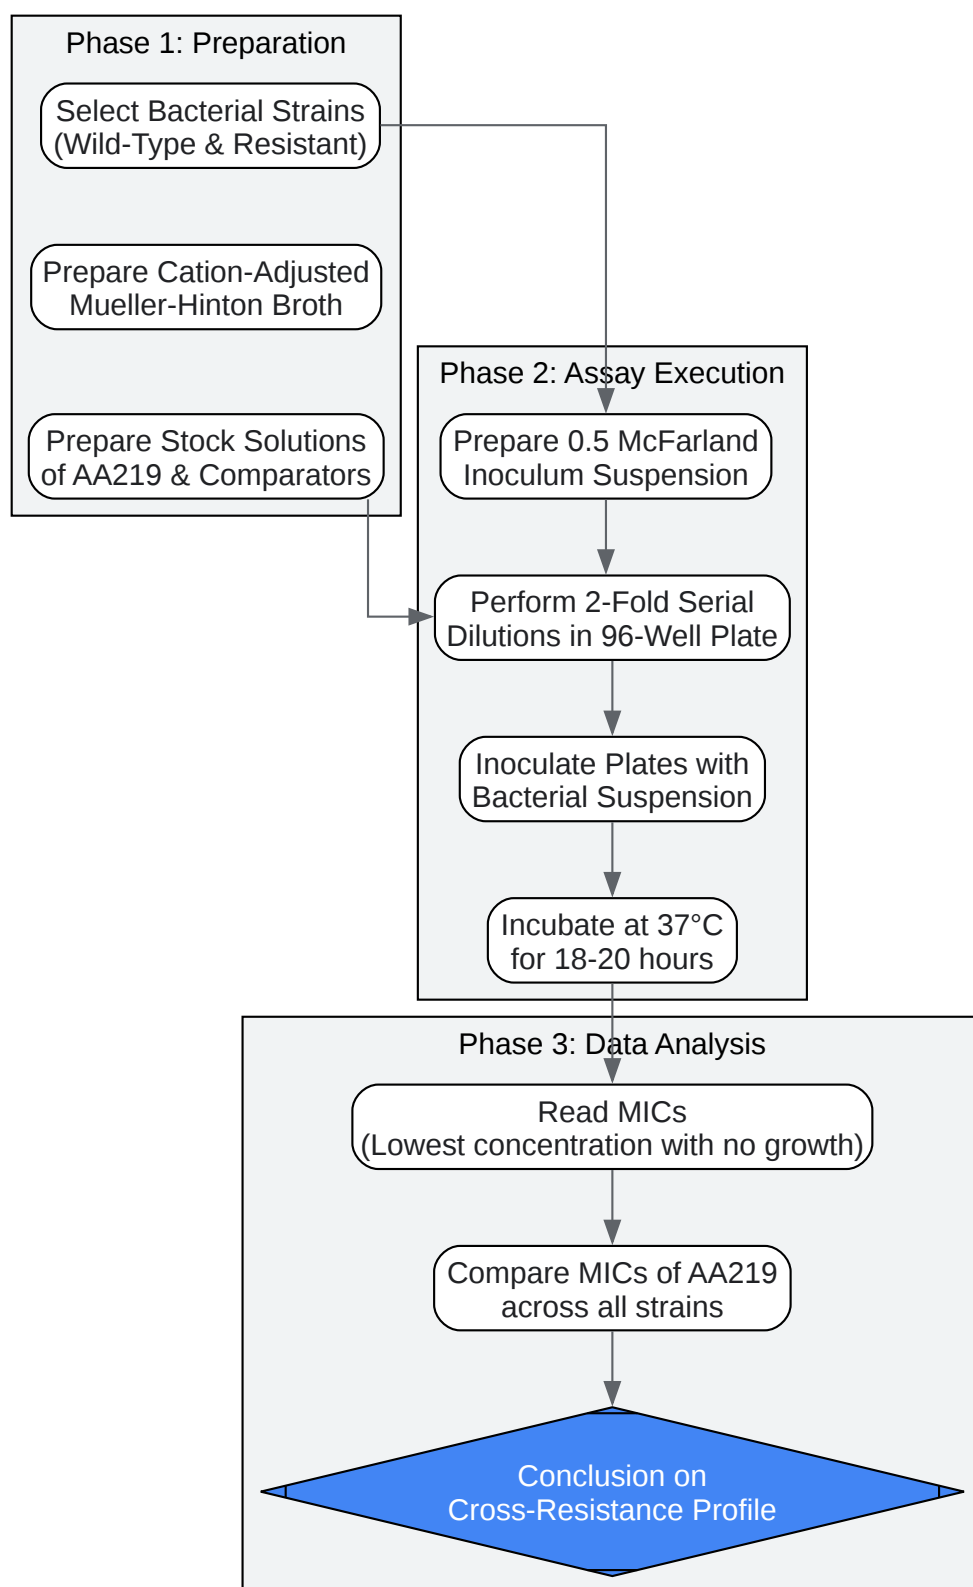 Phase 1: Preparation
Select Bacterial Strains
(Wild-Type & Resistant)
Prepare Cation-Adjusted
Mueller-Hinton Broth
Prepare Stock Solutions
of AA219 & Comparators
Phase 2: Assay Execution
Prepare 0.5 McFarland
Inoculum Suspension
Perform 2-Fold Serial
Dilutions in 96-Well Plate
Inoculate Plates with
Bacterial Suspension
Incubate at 37°C
for 18-20 hours
Phase 3: Data Analysis
Read MICs
(Lowest concentration with no growth)
Compare MICs of AA219
across all strains
Conclusion on
Cross-Resistance Profile